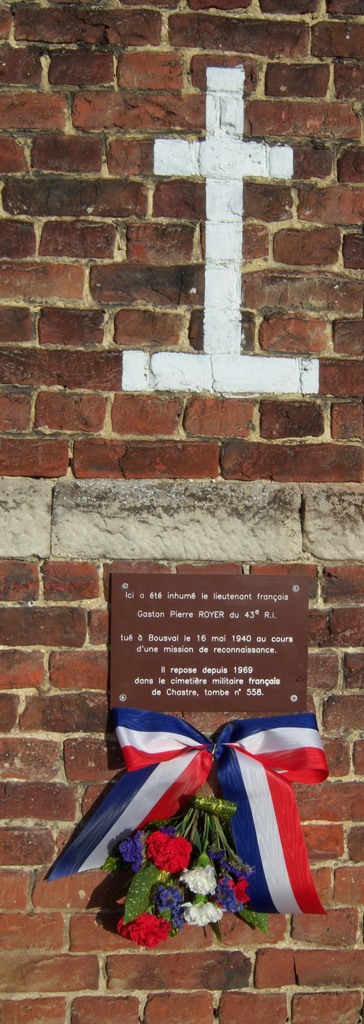 Ici a été inhumé le lieutenant français
Gaston Pierre ROYER du 43e R.I.
tué à Bousval le 16 mai 1940 au cours
d'une mission de reconnaissance.
Il repose depuis 1969
dans le cimetière militaire français
de Chastre, tombe n° 558.